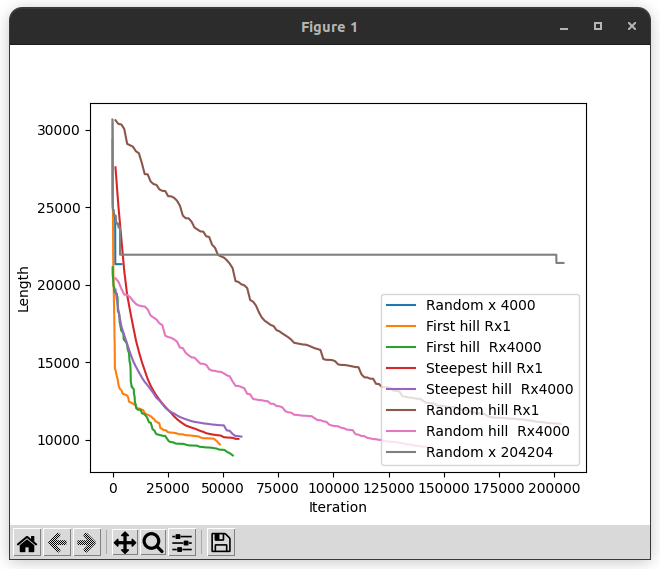 Figure 1
30000
25000
20000
15000
10000
Length
0
25000
50000
75000
100000
125000
150000
175000
200000
Iteration
Random x 4000
First hill Rx1
First hill  Rx4000
Steepest hill Rx1
Steepest hill  Rx4000
Random hill Rx1
Random hill  Rx4000
Random x 204204